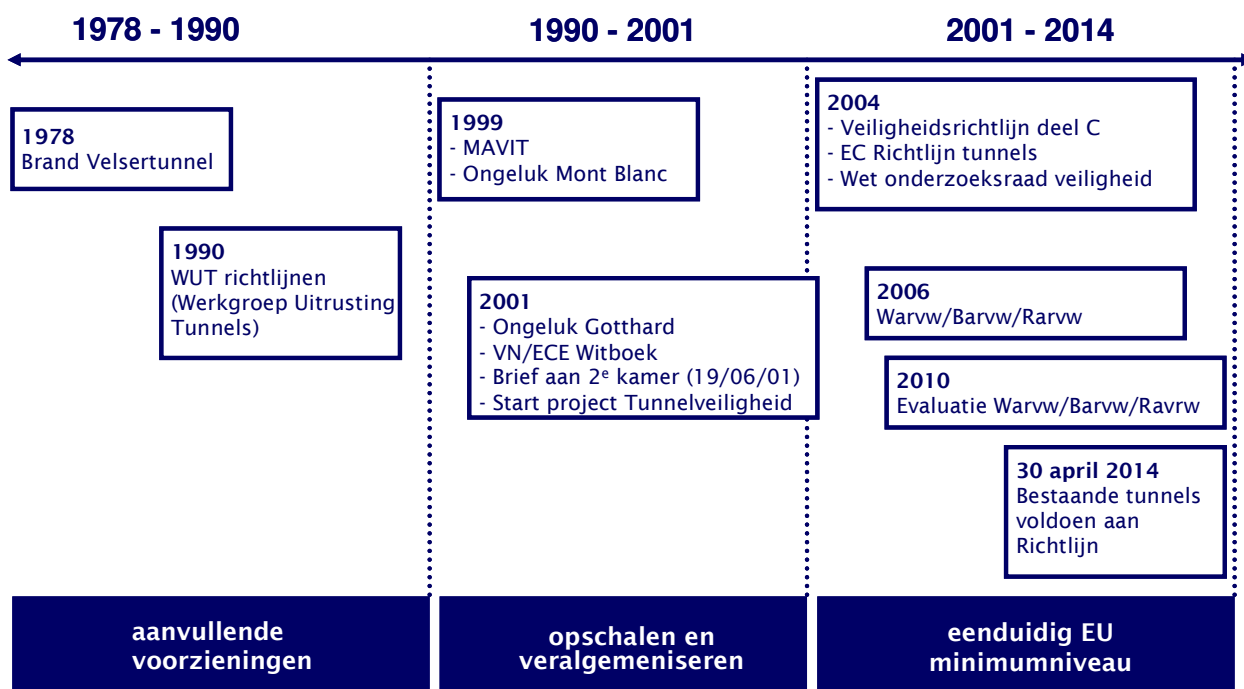 1978 - 1990
1990 - 2001
2001 - 2014
1978
Brand Velsertunnel
1990
WUT richtlijnen
(Werkgroep Uitrusting
Tunnels)
1999
- MAVIT
- Ongeluk Mont Blanc
2001
- Ongeluk Gotthard
- VN/ECE Witboek
- Brief aan 2ᵉ kamer (19/06/01)
- Start project Tunnelveiligheid
2004
- Veiligheidsrichtlijn deel C
- EC Richtlijn tunnels
- Wet onderzoeksraad veiligheid
2006
Warvw/Barvw/Rarvw
2010
Evaluatie Warvw/Barvw/Ravrw
30 april 2014
Bestaande tunnels
voldoen aan
Richtlijn
aanvullende
voorzieningen
opschalen en
veralgemeniseren
eenduidig EU
minimumniveau